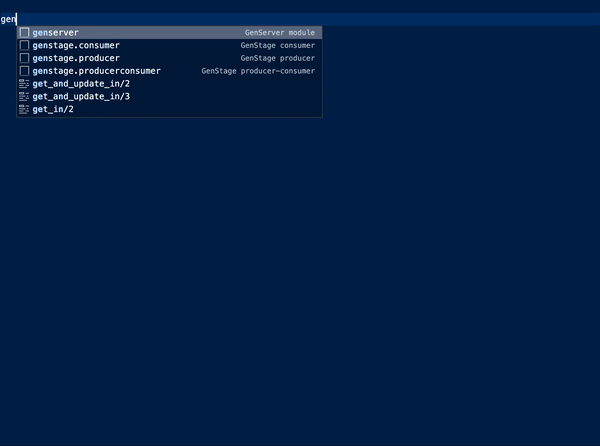 gen
genserver GenServer module
genstage.consumer GenStage consumer
genstage.producer GenStage producer
genstage.producerconsumer GenStage producer-consumer
get_and_update_in/2
get_and_update_in/3
get_in/2